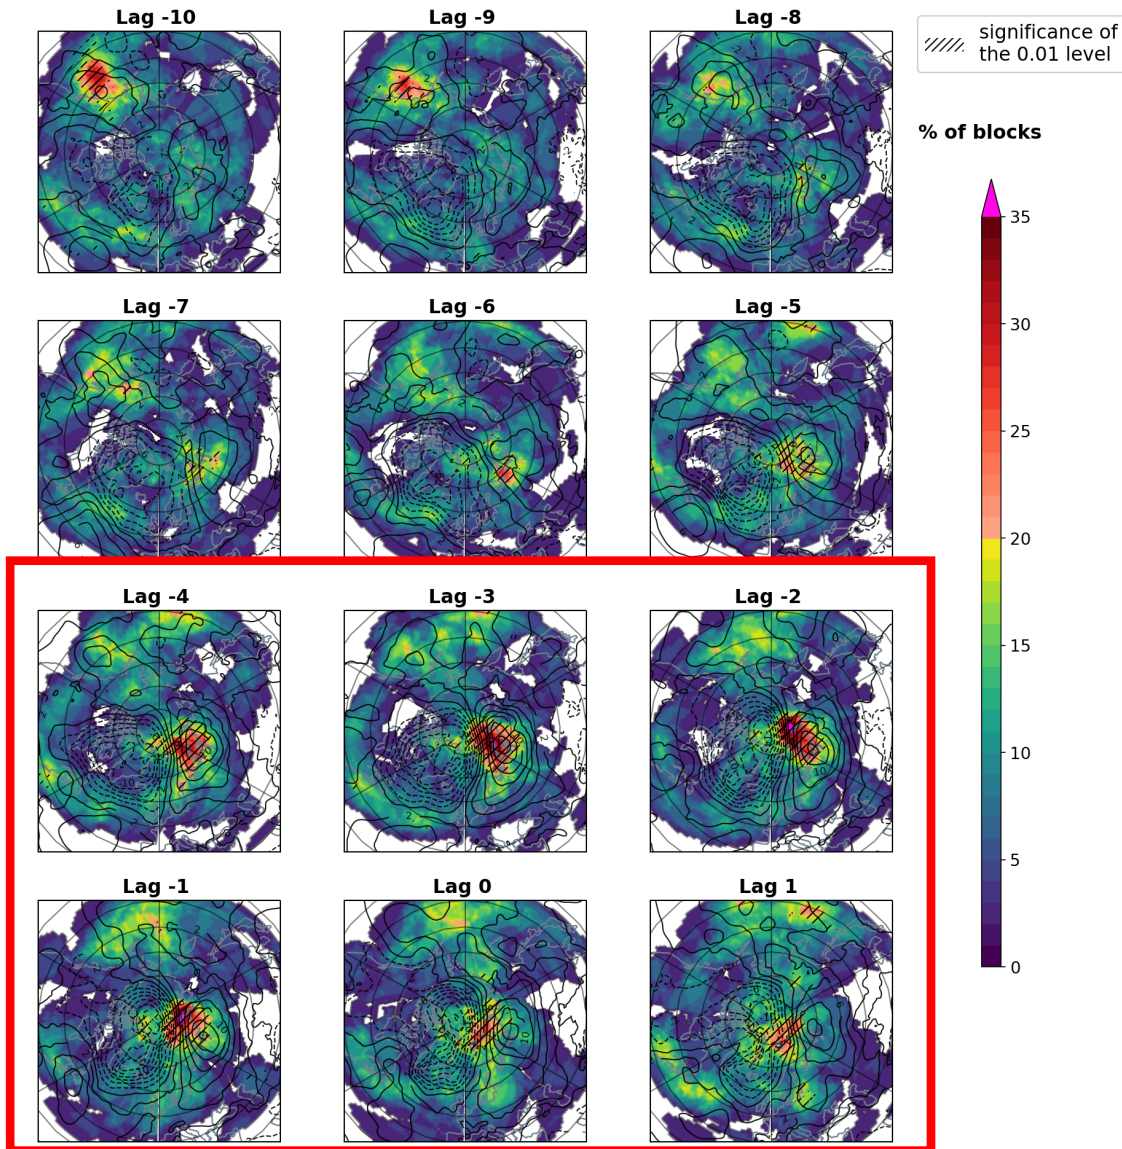 Lag -10
Lag -9
Lag -8
significance of
the 0.01 level
% of blocks
35
30
25
20
15
10
5
0
Lag -7
Lag -6
Lag -5
Lag -4
Lag -3
Lag -2
Lag -1
Lag 0
Lag 1